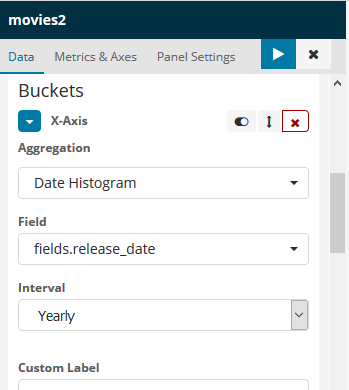 movies2
Data Metrics & Axes Panel Settings
Buckets
X-Axis
Aggregation
Date Histogram
Field
fields.release_date
Interval
Yearly
Custom Label